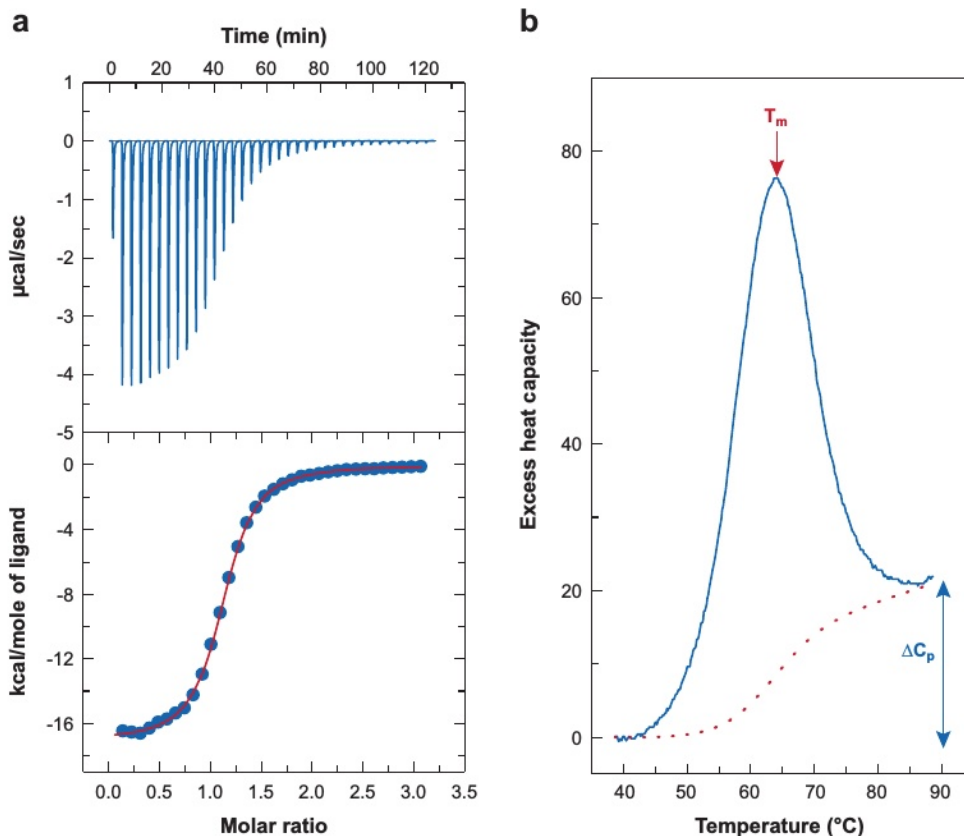 a
Time (min)
0 20 40 60 80 100 120
1
0
-1
-2
-3
-4
-5
µcal/sec
0
-4
-8
-12
-16
kcal/mole of ligand
0.0 0.5 1.0 1.5 2.0 2.5 3.0 3.5
Molar ratio
b
Tm
80
60
40
20
0
Excess heat capacity
ΔCp
40 50 60 70 80 90
Temperature (°C)